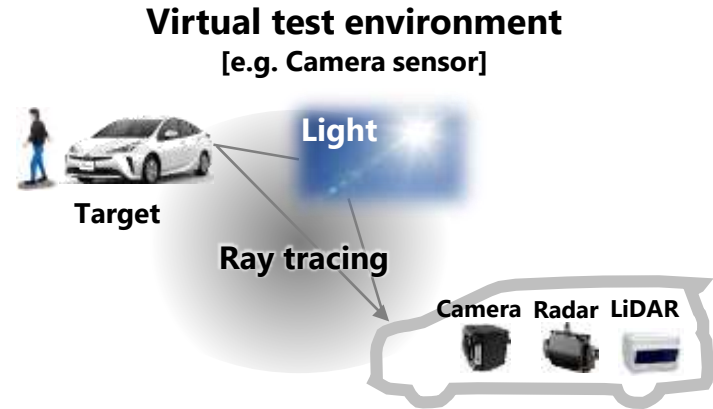 Virtual test environment
[e.g. Camera sensor]
Light
Target
Ray tracing
Camera Radar LiDAR